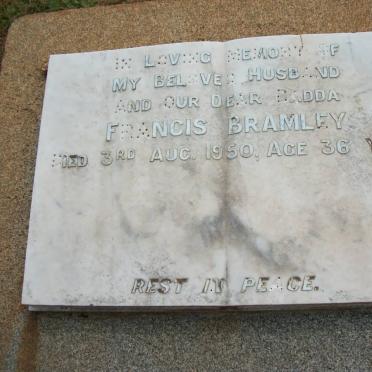 IN LOVING MEMORY OF
MY BELOVED HUSBAND
AND OUR DEAR DADDA
FRANCIS BRAMLEY
DIED 3RD AUG. 1950, AGE 36
REST IN PEACE.